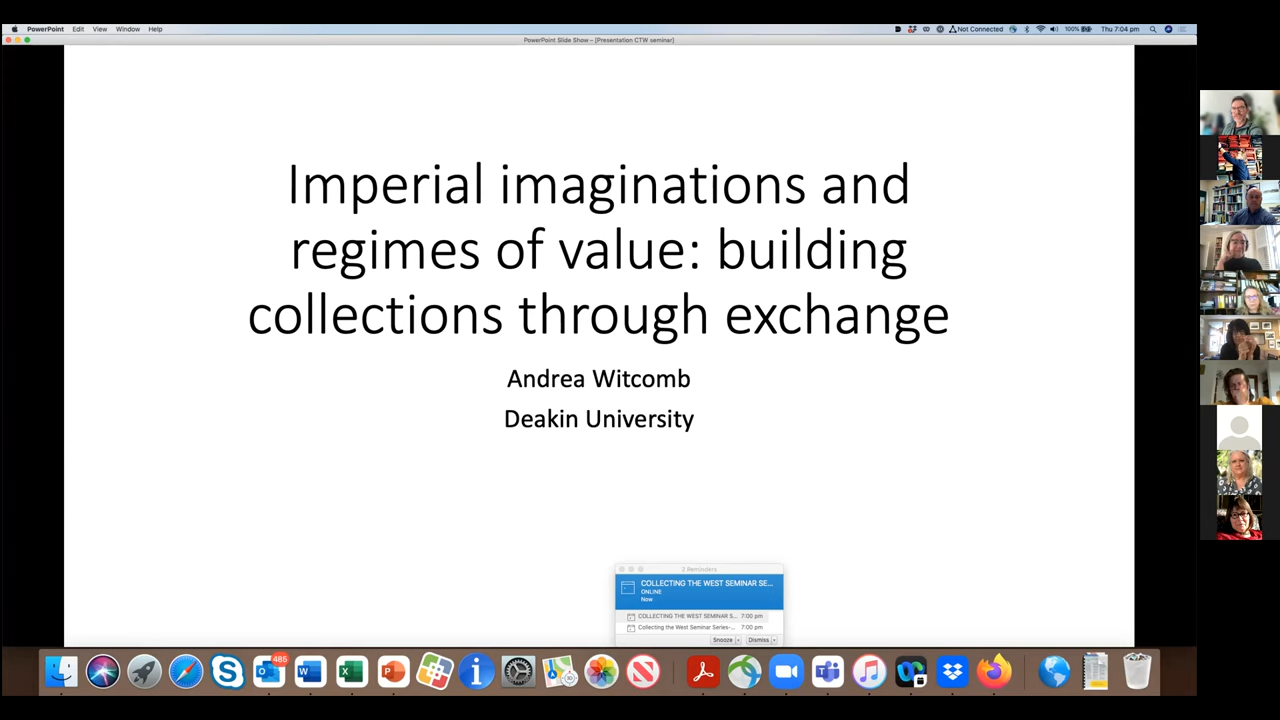 PowerPoint Edit View Window Help
Not Connected 100% Thu 7:04 pm
PowerPoint Slide Show - [Presentation CTW seminar]
Imperial imaginations and
regimes of value: building
collections through exchange
Andrea Witcomb
Deakin University
2 Reminders
COLLECTING THE WEST SEMINAR SE...
ONLINE
Now
COLLECTING THE WEST SEMINAR S... 7:00 pm
Collecting the West Seminar Series-... 7:00 pm
Snooze Dismiss
485